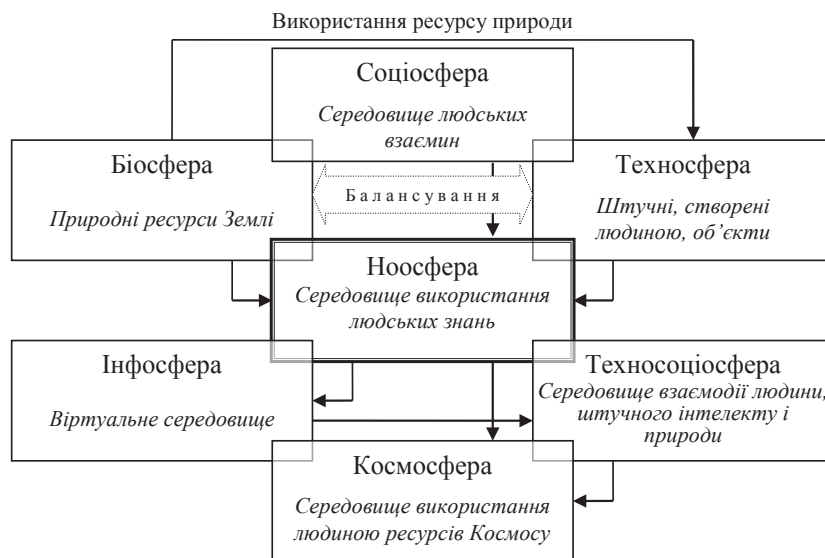 Використання ресурсу природи
Соціосфера
Середовище людських
взаємин
Біосфера
Природні ресурси Землі
Балансування
Техносфера
Штучні, створені
людиною, об’єкти
Ноосфера
Середовище використання
людських знань
Інфосфера
Віртуальне середовище
Техносоціосфера
Середовище взаємодії людини,
штучного інтелекту і
природи
Космосфера
Середовище використання
людиною ресурсів Космосу